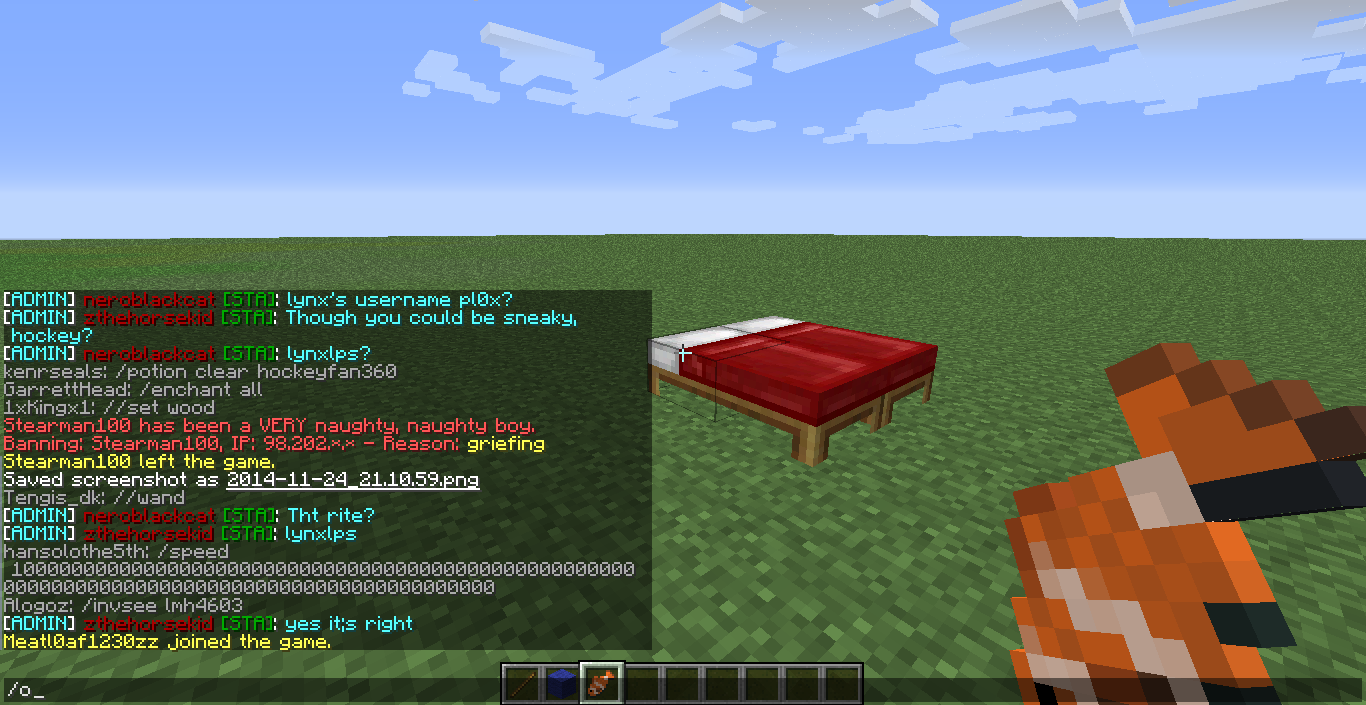 [ADMIN] neroblackcat [STA]: lynx's username pl0x?
[ADMIN] zthehorsekid [STA]: Though you could be sneaky,
hockey?
[ADMIN] neroblackcat [STA]: lynxlps?
kenrseals: /potion clear hockeyfan360
GarrettHead: /enchant all
1xKingx1: //set wood
Stearman100 has been a VERY naughty, naughty boy.
Banning: Stearman100, IP: 98.202.*.* - Reason: griefing
Stearman100 left the game.
Saved screenshot as 2014-11-24_21.10.59.png
Tengis_dk: //wand
[ADMIN] neroblackcat [STA]: Tht rite?
[ADMIN] zthehorsekid [STA]: lynxlps
hansolothe5th: /speed
1000000000000000000000000000000000000000000000000000
00000000000000000000000000000000000000000
Alogoz: /invsee lmh4603
[ADMIN] zthehorsekid [STA]: yes it;s right
Meatl0af1230zz joined the game.
/o_